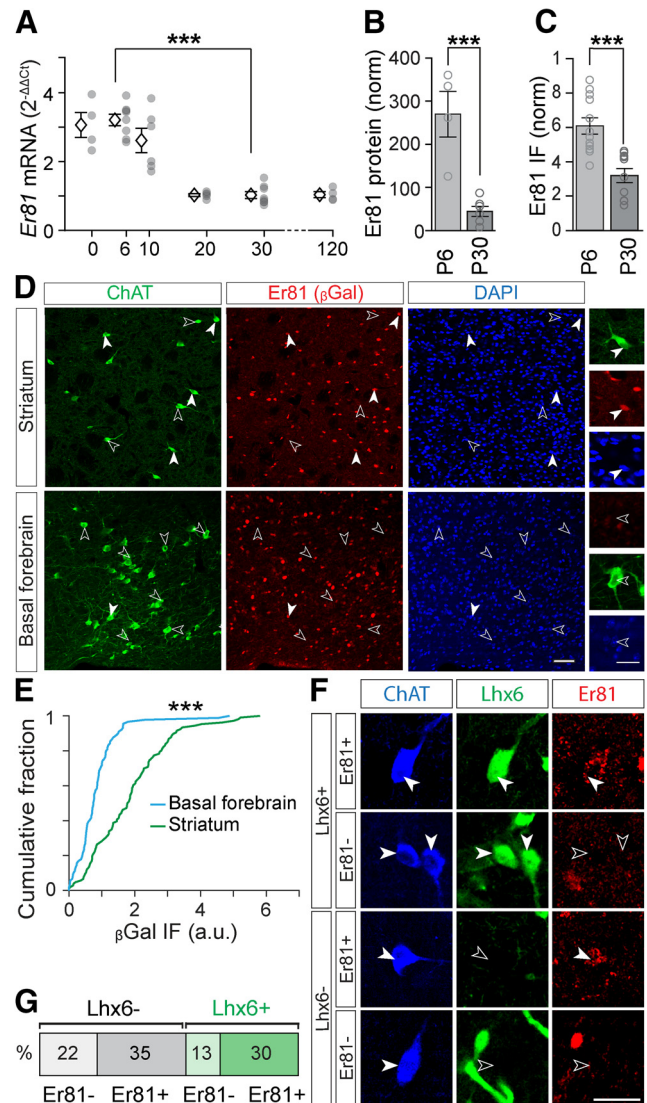 A
***
Er81 mRNA (2-ΔΔCt)
4
2
0
0
6
10
20
30
120
B
***
Er81 protein (norm)
400
300
200
100
0
P6
P30
C
***
Er81 IF (norm)
10
8
6
4
2
0
P6
P30
D
ChAT
Er81 (βGal)
DAPI
Striatum
Basal forebrain
E
***
Cumulative fraction
1
0
Basal forebrain
Striatum
0
2
4
6
βGal IF (a.u.)
F
ChAT
Lhx6
Er81
Lhx6+
Er81+
Er81-
Lhx6-
Er81+
Er81-
G
Lhx6-
Lhx6+
%
22
35
13
30
Er81-
Er81+
Er81-
Er81+